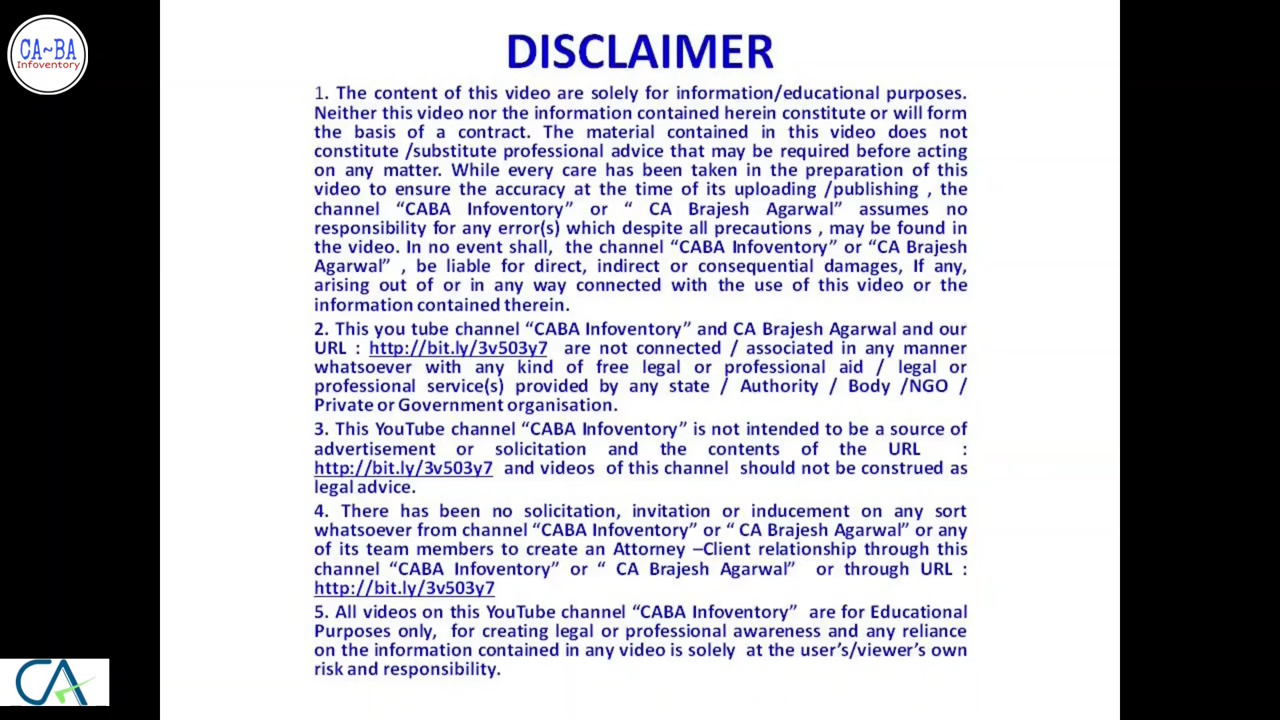 CA~BA
Infoventory
DISCLAIMER
1. The content of this video are solely for information/educational purposes.
Neither this video nor the information contained herein constitute or will form
the basis of a contract. The material contained in this video does not
constitute /substitute professional advice that may be required before acting
on any matter. While every care has been taken in the preparation of this
video to ensure the accuracy at the time of its uploading /publishing , the
channel “CABA Infoventory” or “ CA Brajesh Agarwal” assumes no
responsibility for any error(s) which despite all precautions , may be found in
the video. In no event shall, the channel “CABA Infoventory” or “CA Brajesh
Agarwal” , be liable for direct, indirect or consequential damages, If any,
arising out of or in any way connected with the use of this video or the
information contained therein.
2. This you tube channel “CABA Infoventory” and CA Brajesh Agarwal and our
URL : http://bit.ly/3v503y7 are not connected / associated in any manner
whatsoever with any kind of free legal or professional aid / legal or
professional service(s) provided by any state / Authority / Body /NGO /
Private or Government organisation.
3. This YouTube channel “CABA Infoventory” is not intended to be a source of
advertisement or solicitation and the contents of the URL :
http://bit.ly/3v503y7 and videos of this channel should not be construed as
legal advice.
4. There has been no solicitation, invitation or inducement on any sort
whatsoever from channel “CABA Infoventory” or “ CA Brajesh Agarwal” or any
of its team members to create an Attorney –Client relationship through this
channel “CABA Infoventory” or “ CA Brajesh Agarwal” or through URL :
http://bit.ly/3v503y7
5. All videos on this YouTube channel “CABA Infoventory” are for Educational
Purposes only, for creating legal or professional awareness and any reliance
on the information contained in any video is solely at the user’s/viewer’s own
risk and responsibility.
CA